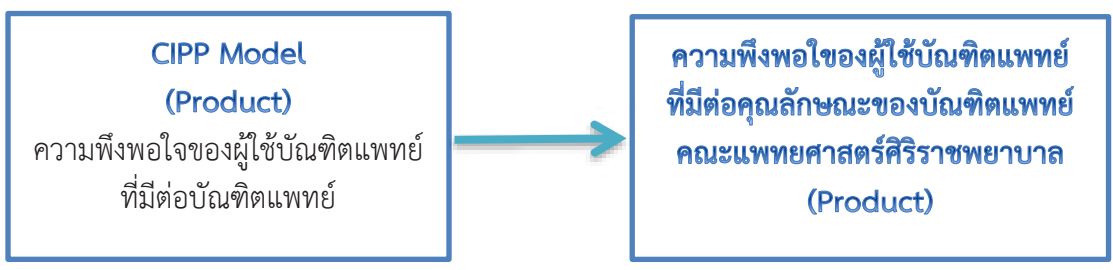 CIPP Model
(Product)
ความพึงพอใจของผู้ใช้บัณฑิตแพทย์
ที่มีต่อบัณฑิตแพทย์
ความพึงพอใของผู้ใช้บัณฑิตแพทย์
ที่มีต่อคุณลักษณะของบัณฑิตแพทย์
คณะแพทยศาสตร์ศิริราชพยาบาล
(Product)